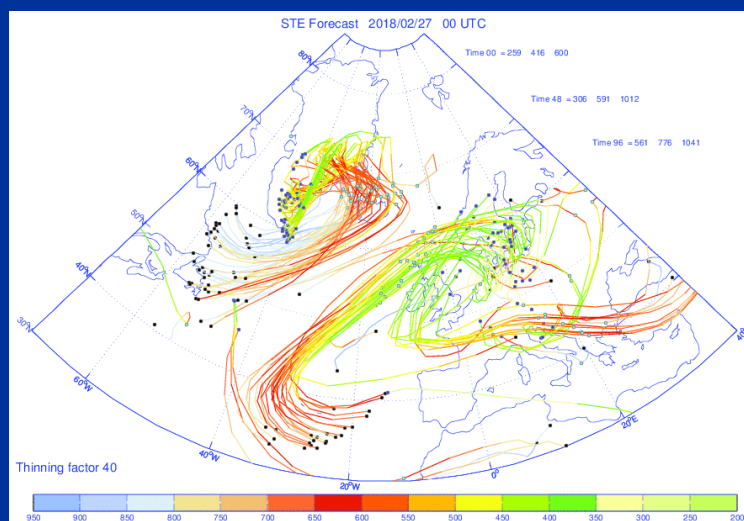 STE Forecast 2018/02/27 00 UTC
Time 00 = 259 416 600
Time 48 = 306 591 1012
Time 96 = 561 776 1041
80°N
70°N
60°N
50°N
40°N
30°N
60°W
40°W
20°W
0°
20°E
Thinning factor 40
950 900 850 800 750 700 650 600 550 500 450 400 350 300 250 200